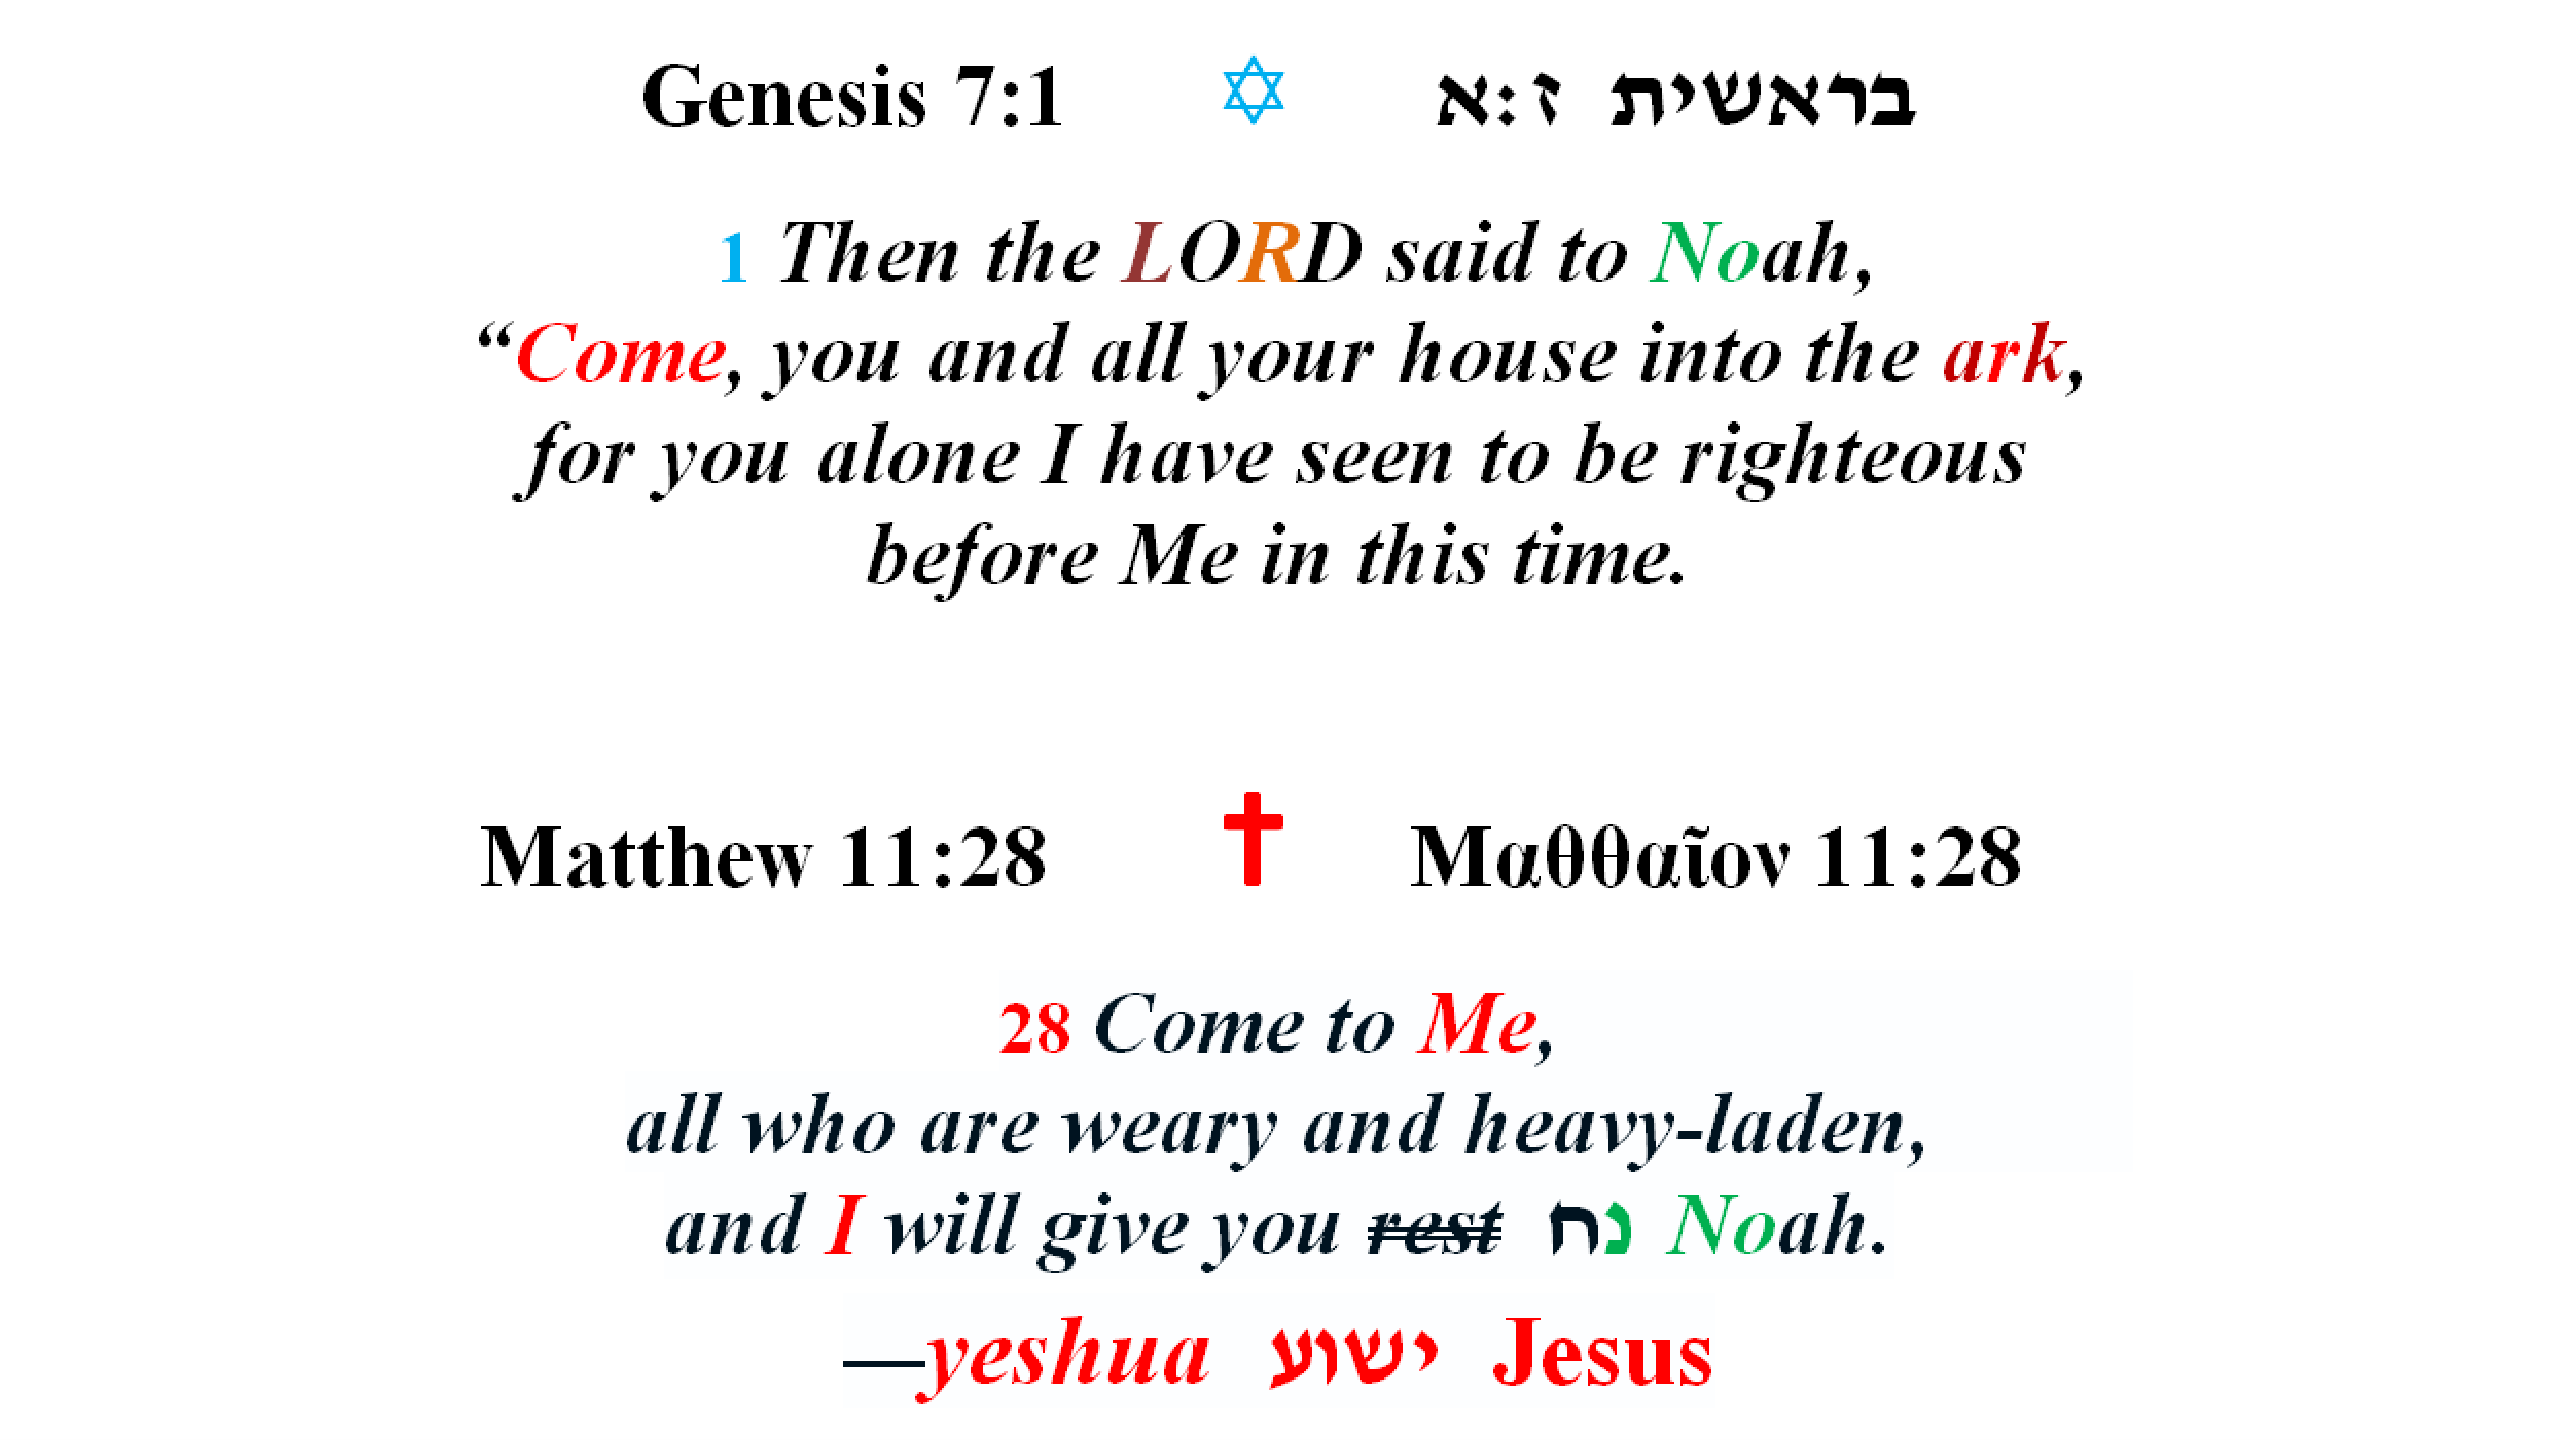 Genesis 7:1 ✡ בראשית ז:א
1 Then the LORD said to Noah,
“Come, you and all your house into the ark,
for you alone I have seen to be righteous
before Me in this time.
Matthew 11:28 ✝ Μαθθαῖον 11:28
28 Come to Me,
all who are weary and heavy-laden,
and I will give you rest נח Noah.
—yeshua ישוע Jesus